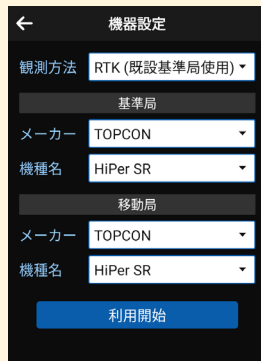 機器設定
観測方法 RTK (既設基準局使用)
基準局
メーカー TOPCON
機種名 HiPer SR
移動局
メーカー TOPCON
機種名 HiPer SR
利用開始